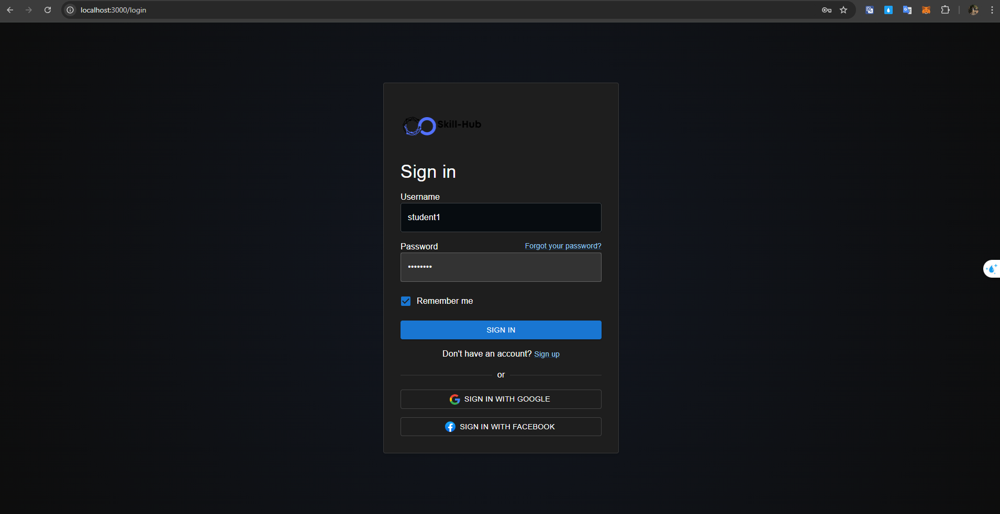 localhost:3000/login
Skill-Hub
Sign in
Username
student1
Password
Forgot your password?
••••••••
Remember me
SIGN IN
Don't have an account? Sign up
or
SIGN IN WITH GOOGLE
SIGN IN WITH FACEBOOK